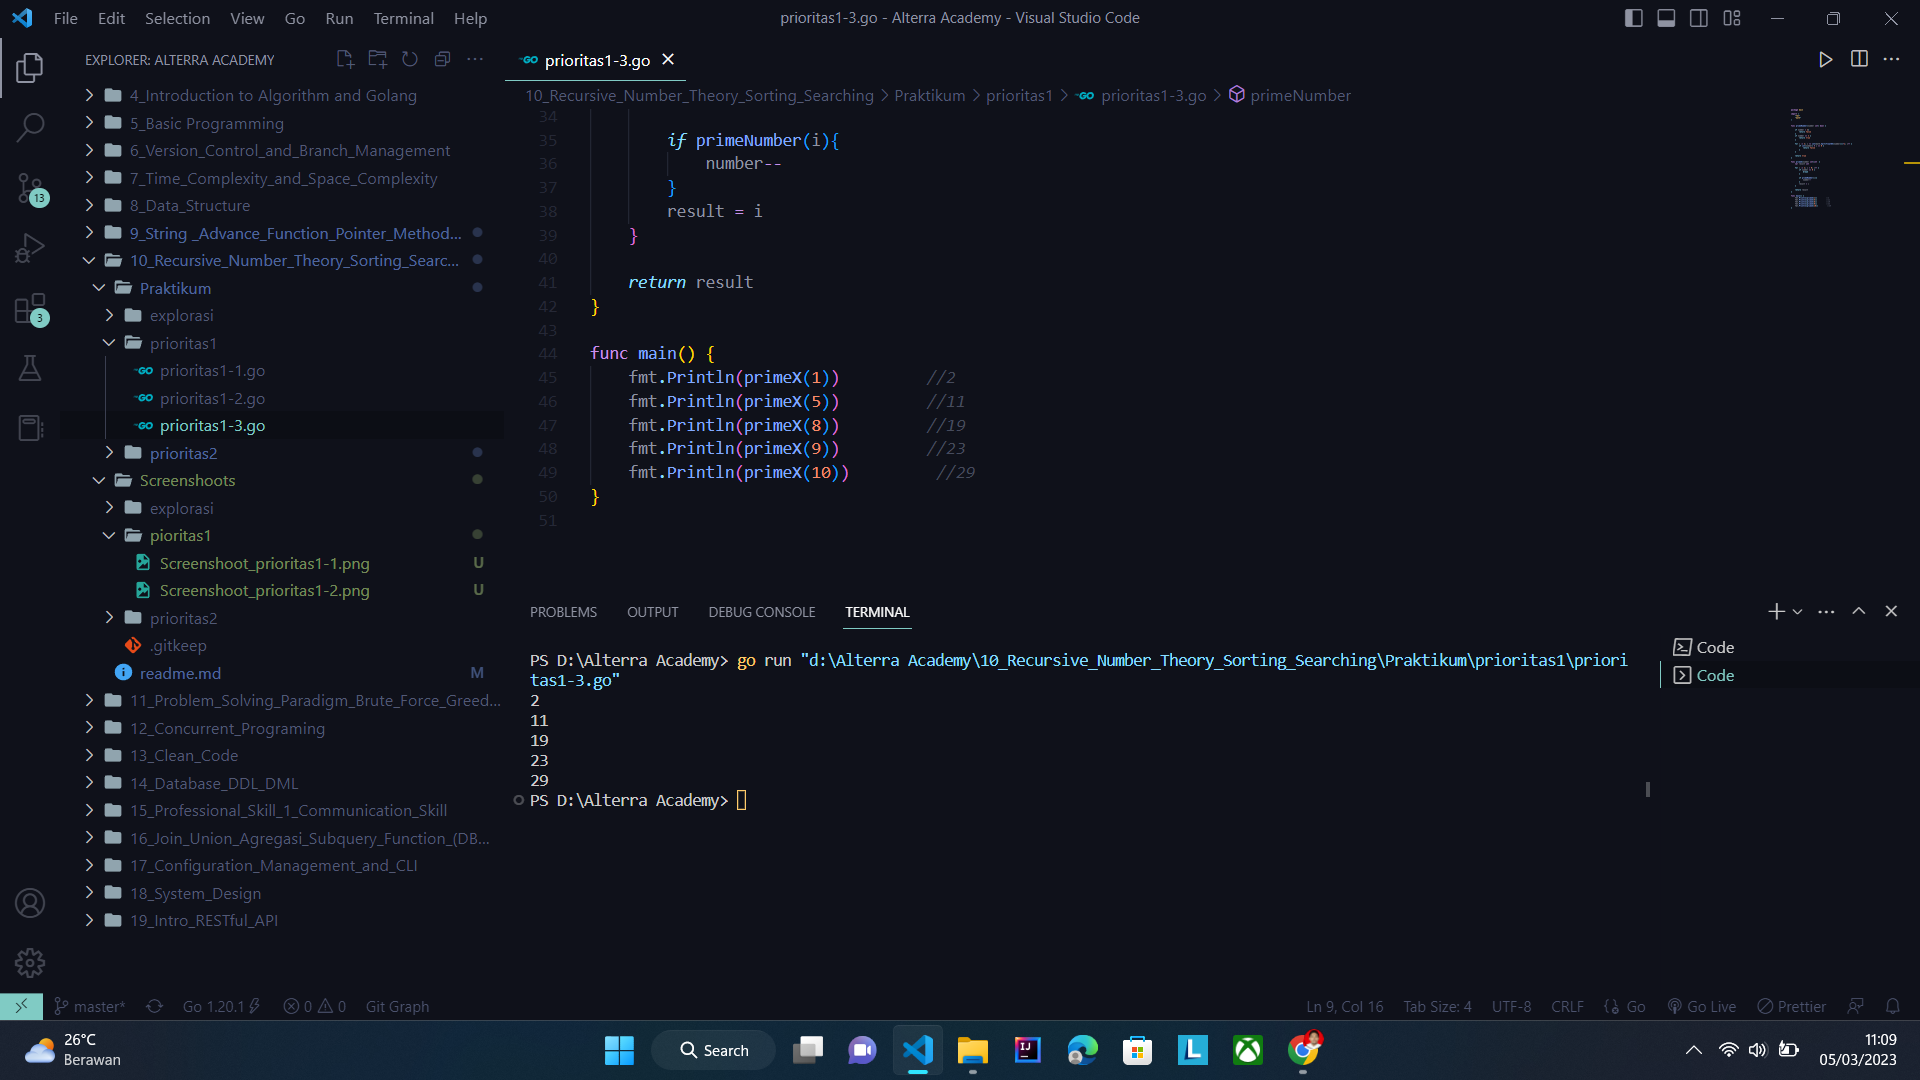 File Edit Selection View Go Run Terminal Help
prioritas1-3.go - Alterra Academy - Visual Studio Code
EXPLORER: ALTERRA ACADEMY
4_Introduction to Algorithm and Golang
5_Basic Programming
6_Version_Control_and_Branch_Management
7_Time_Complexity_and_Space_Complexity
8_Data_Structure
9_String _Advance_Function_Pointer_Method...
10_Recursive_Number_Theory_Sorting_Searc...
Praktikum
explorasi
prioritas1
prioritas1-1.go
prioritas1-2.go
prioritas1-3.go
prioritas2
Screenshoots
explorasi
pioritas1
Screenshoot_prioritas1-1.png U
Screenshoot_prioritas1-2.png U
prioritas2
.gitkeep
readme.md M
11_Problem_Solving_Paradigm_Brute_Force_Greed...
12_Concurrent_Programing
13_Clean_Code
14_Database_DDL_DML
15_Professional_Skill_1_Communication_Skill
16_Join_Union_Agregasi_Subquery_Function_(DB...
17_Configuration_Management_and_CLI
18_System_Design
19_Intro_RESTful_API
13
3
prioritas1-3.go
10_Recursive_Number_Theory_Sorting_Searching > Praktikum > prioritas1 > prioritas1-3.go > primeNumber
34
35 if primeNumber(i){
36 number--
37 }
38 result = i
39 }
40
41 return result
42 }
43
44 func main() {
45 fmt.Println(primeX(1)) //2
46 fmt.Println(primeX(5)) //11
47 fmt.Println(primeX(8)) //19
48 fmt.Println(primeX(9)) //23
49 fmt.Println(primeX(10)) //29
50 }
51
PROBLEMS OUTPUT DEBUG CONSOLE TERMINAL
PS D:\Alterra Academy> go run "d:\Alterra Academy\10_Recursive_Number_Theory_Sorting_Searching\Praktikum\prioritas1\priori
tas1-3.go"
2
11
19
23
29
PS D:\Alterra Academy>
Code
Code
master* Go 1.20.1 0 0 Git Graph
Ln 9, Col 16 Tab Size: 4 UTF-8 CRLF Go Go Live Prettier
26°C
Berawan
Search
11:09
05/03/2023